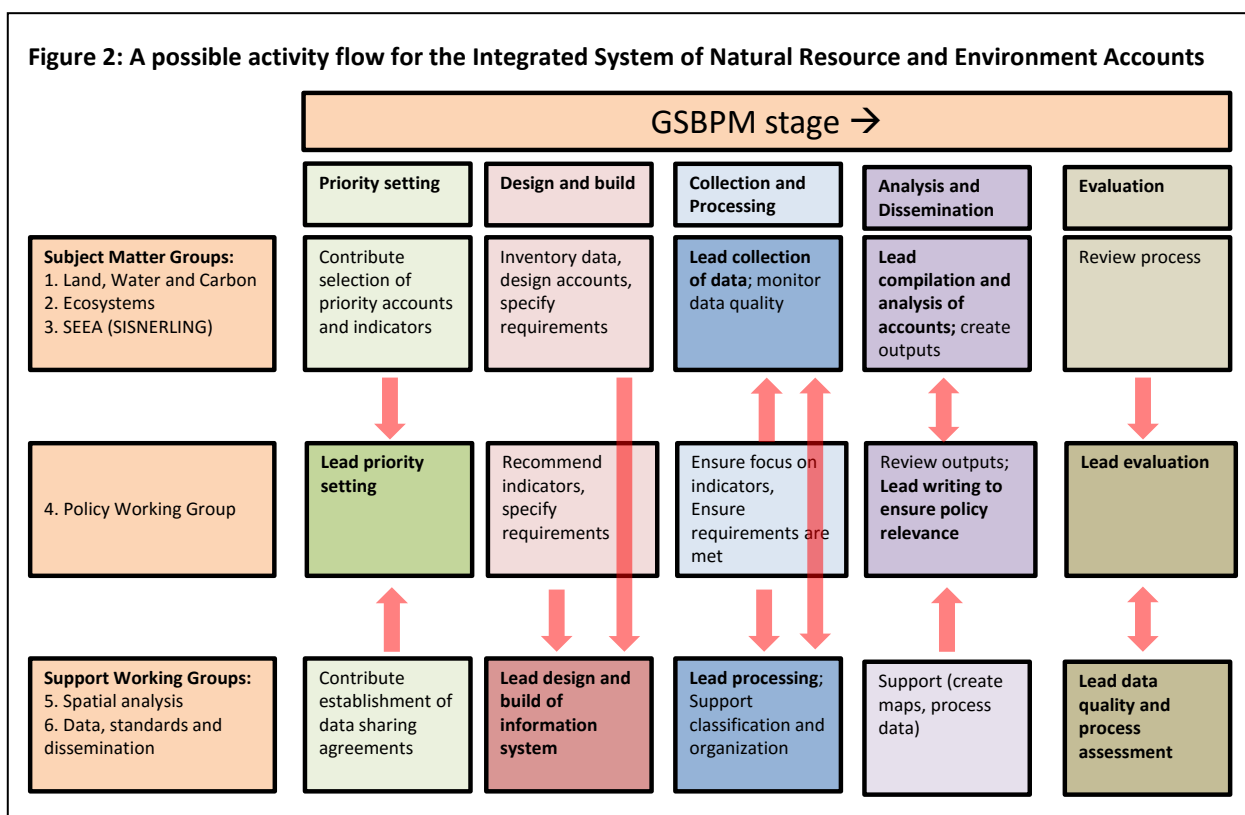 Figure 2: A possible activity flow for the Integrated System of Natural Resource and Environment Accounts
GSBPM stage →
Priority setting
Design and build
Collection and
Processing
Analysis and
Dissemination
Evaluation
Subject Matter Groups:
1. Land, Water and Carbon
2. Ecosystems
3. SEEA (SISNERLING)
Contribute
selection of
priority accounts
and indicators
Inventory data,
design accounts,
specify
requirements
Lead collection
of data; monitor
data quality
Lead
compilation and
analysis of
accounts; create
outputs
Review process
4. Policy Working Group
Lead priority
setting
Recommend
indicators,
specify
requirements
Ensure focus on
indicators,
Ensure
requirements are
met
Review outputs;
Lead writing to
ensure policy
relevance
Lead evaluation
Support Working Groups:
5. Spatial analysis
6. Data, standards and
dissemination
Contribute
establishment of
data sharing
agreements
Lead design and
build of
information
system
Lead processing;
Support
classification and
organization
Support (create
maps, process
data)
Lead data
quality and
process
assessment